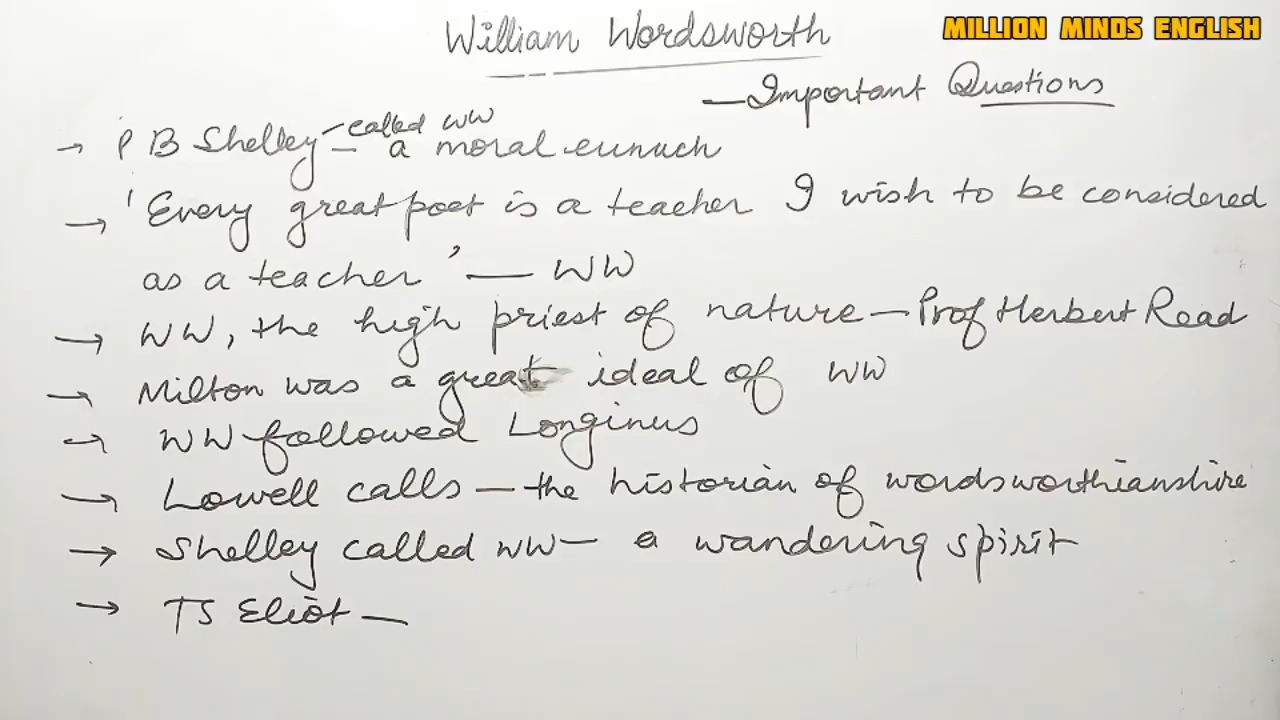 William Wordsworth
MILLION MINDS ENGLISH
— Important Questions
→ P B Shelley – called WW
– a moral eunuch
→ 'Every great poet is a teacher I wish to be considered
as a teacher' — WW
→ WW, the high priest of nature — Prof Herbert Read
→ Milton was a great ideal of WW
→ WW followed Longinus
→ Lowell calls — the historian of wordsworthianshire
→ Shelley called WW — a wandering spirit
→ TS Eliot —